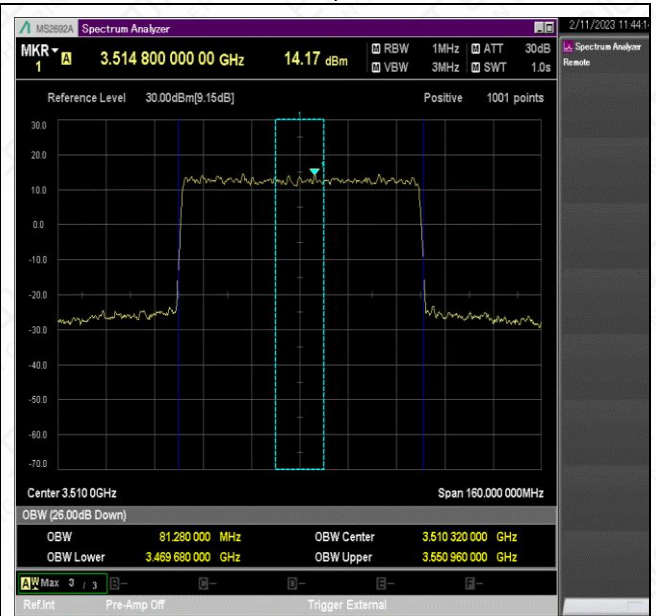 MS2692A Spectrum Analyzer
2/11/2023 11:44:14
MKR 1 A 3.514 800 000 00 GHz 14.17 dBm
RBW 1MHz ATT 30dB
VBW 3MHz SWT 1.0s
Spectrum Analyzer
Remote
Reference Level 30.00dBm[9.15dB] Positive 1001 points
1
30.0
20.0
10.0
0.0
-10.0
-20.0
-30.0
-40.0
-50.0
-60.0
-70.0
Center 3.510 0GHz Span 160.000 000MHz
OBW (26.00dB Down)
OBW 81.280 000 MHz OBW Center 3.510 320 000 GHz
OBW Lower 3.469 680 000 GHz OBW Upper 3.550 960 000 GHz
A W Max 3 / 3 B- C- D- E- F-
Ref.Int Pre-Amp Off Trigger External